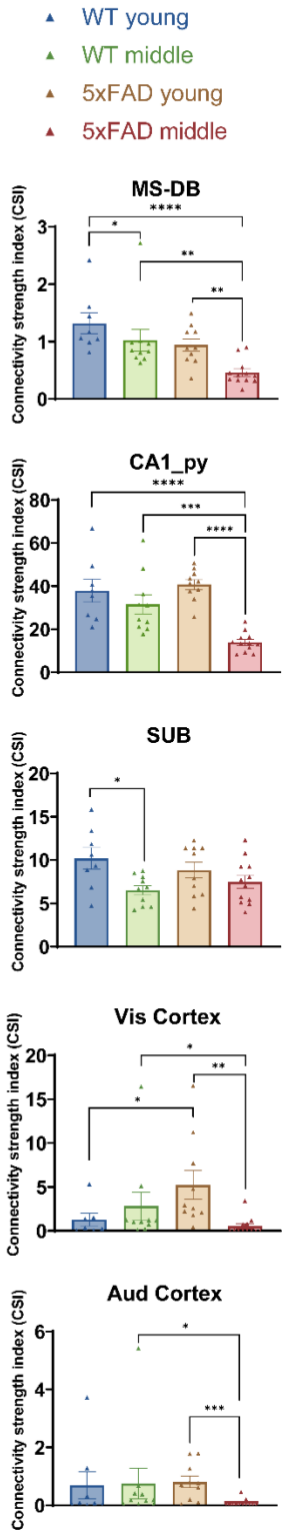 WT young
WT middle
5xFAD young
5xFAD middle
MS-DB
Connectivity strength index (CSI)
3
2
1
0
****
*
**
**
CA1_py
Connectivity strength index (CSI)
80
60
40
20
0
****
***
****
SUB
Connectivity strength index (CSI)
20
15
10
5
0
*
Vis Cortex
Connectivity strength index (CSI)
20
15
10
5
0
*
**
*
Aud Cortex
Connectivity strength index (CSI)
6
4
2
0
*
***